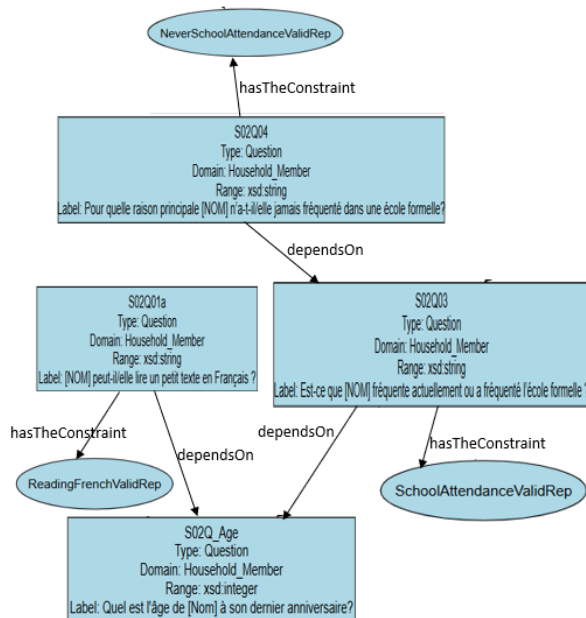 NeverSchoolAttendanceValidRep
hasTheConstraint
S02Q04
Type: Question
Domain: Household_Member
Range: xsd:string
Label: Pour quelle raison principale [NOM] n'a-t-il/elle jamais fréquenté dans une école formelle?
dependsOn
S02Q01a
Type: Question
Domain: Household_Member
Range: xsd:string
Label: [NOM] peut-il/elle lire un petit texte en Français ?
S02Q03
Type: Question
Domain: Household_Member
Range: xsd:string
Label: Est-ce que [NOM] fréquente actuellement ou a fréquenté l'école formelle ?
hasTheConstraint
dependsOn
dependsOn
hasTheConstraint
ReadingFrenchValidRep
SchoolAttendanceValidRep
S02Q_Age
Type: Question
Domain: Household_Member
Range: xsd:integer
Label: Quel est l'âge de [Nom] à son dernier anniversaire?